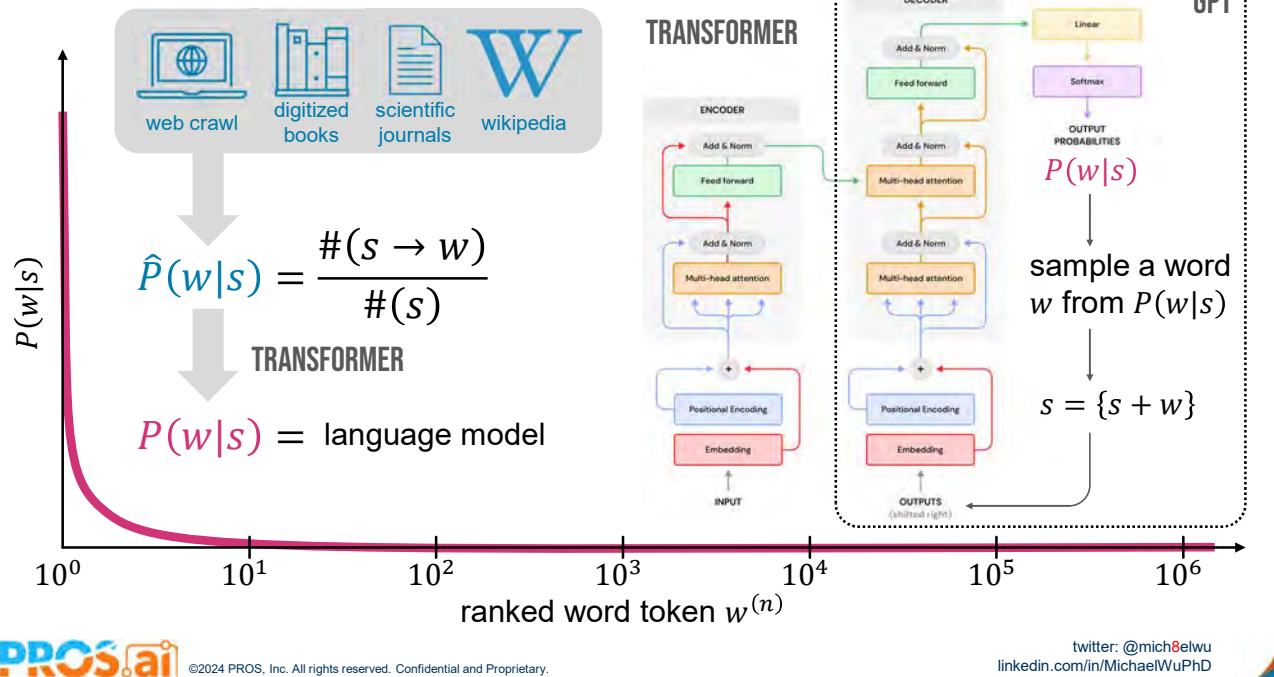 web crawl
digitized
books
scientific
journals
wikipedia
P̂(w|s) = #(s → w) / #(s)
TRANSFORMER
P(w|s) = language model
P(w|s)
10⁰ 10¹ 10² 10³ 10⁴ 10⁵ 10⁶
ranked word token w⁽ⁿ⁾
TRANSFORMER
ENCODER
Add & Norm
Feed forward
Add & Norm
Multi-head attention
+
Positional Encoding
Embedding
INPUT
DECODER
Add & Norm
Feed forward
Add & Norm
Multi-head attention
Add & Norm
Multi-head attention
+
Positional Encoding
Embedding
OUTPUTS
(shifted right)
GPT
Linear
Softmax
OUTPUT
PROBABILITIES
P(w|s)
sample a word
w from P(w|s)
s = {s + w}
PROS.ai
©2024 PROS, Inc. All rights reserved. Confidential and Proprietary.
twitter: @mich8elwu
linkedin.com/in/MichaelWuPhD